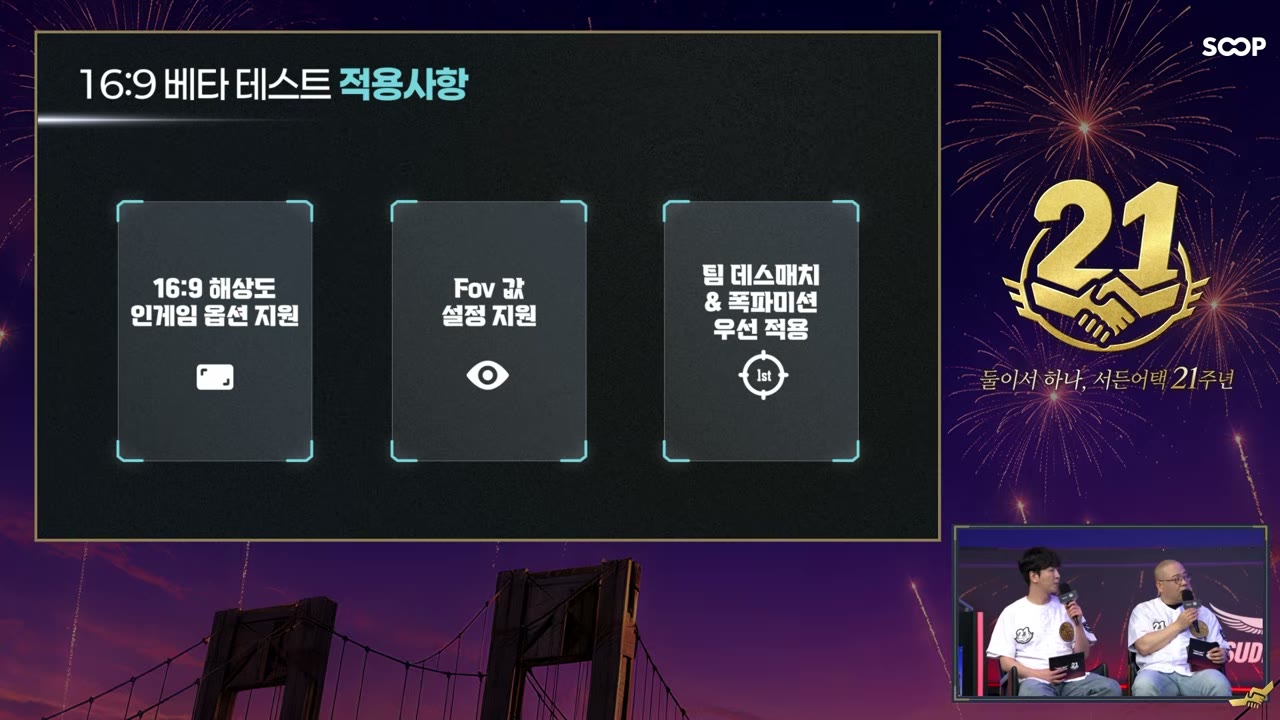 16:9 베타 테스트 적용사항
16:9 해상도
인게임 옵션 지원
Fov 값
설정 지원
팀 데스매치
& 폭파미션
우선 적용
1st
SOOP
21
둘이서 하나, 서든어택 21주년
21
21
SUD